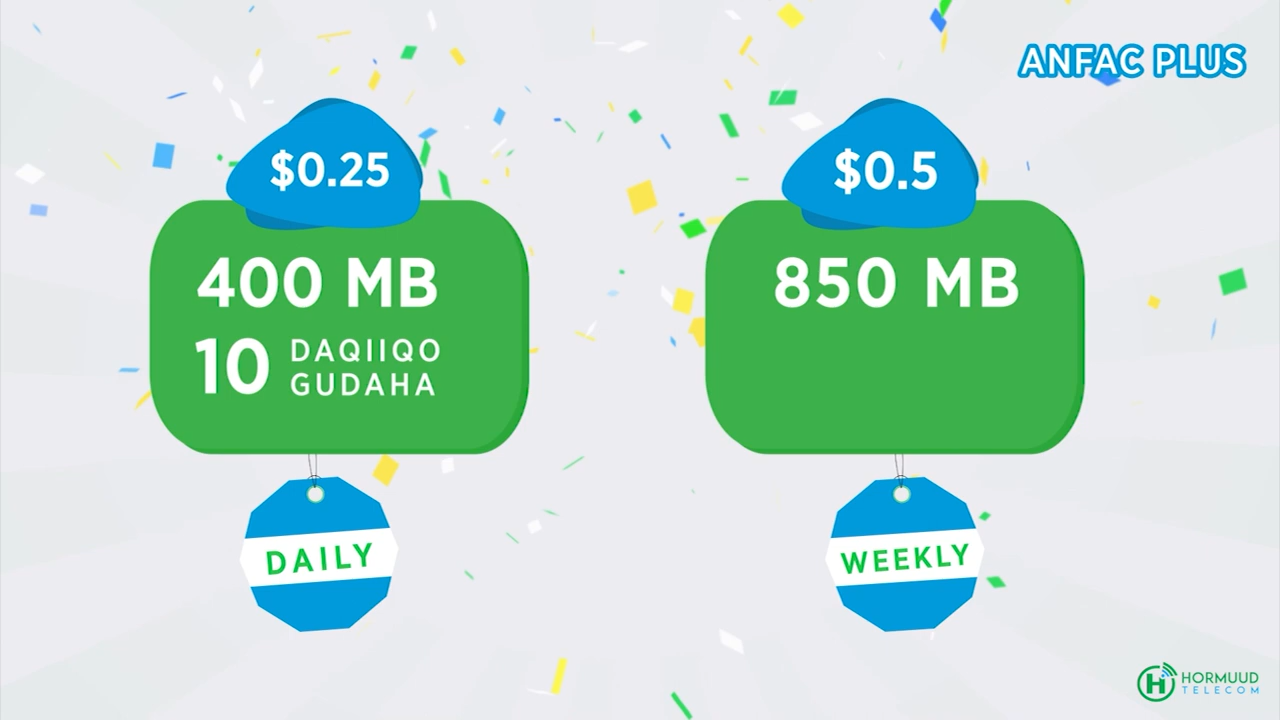 ANFAC PLUS
$0.25
400 MB
10 DAQIIQO
GUDAHA
DAILY
$0.5
850 MB
WEEKLY
HORMUUD
TELECOM